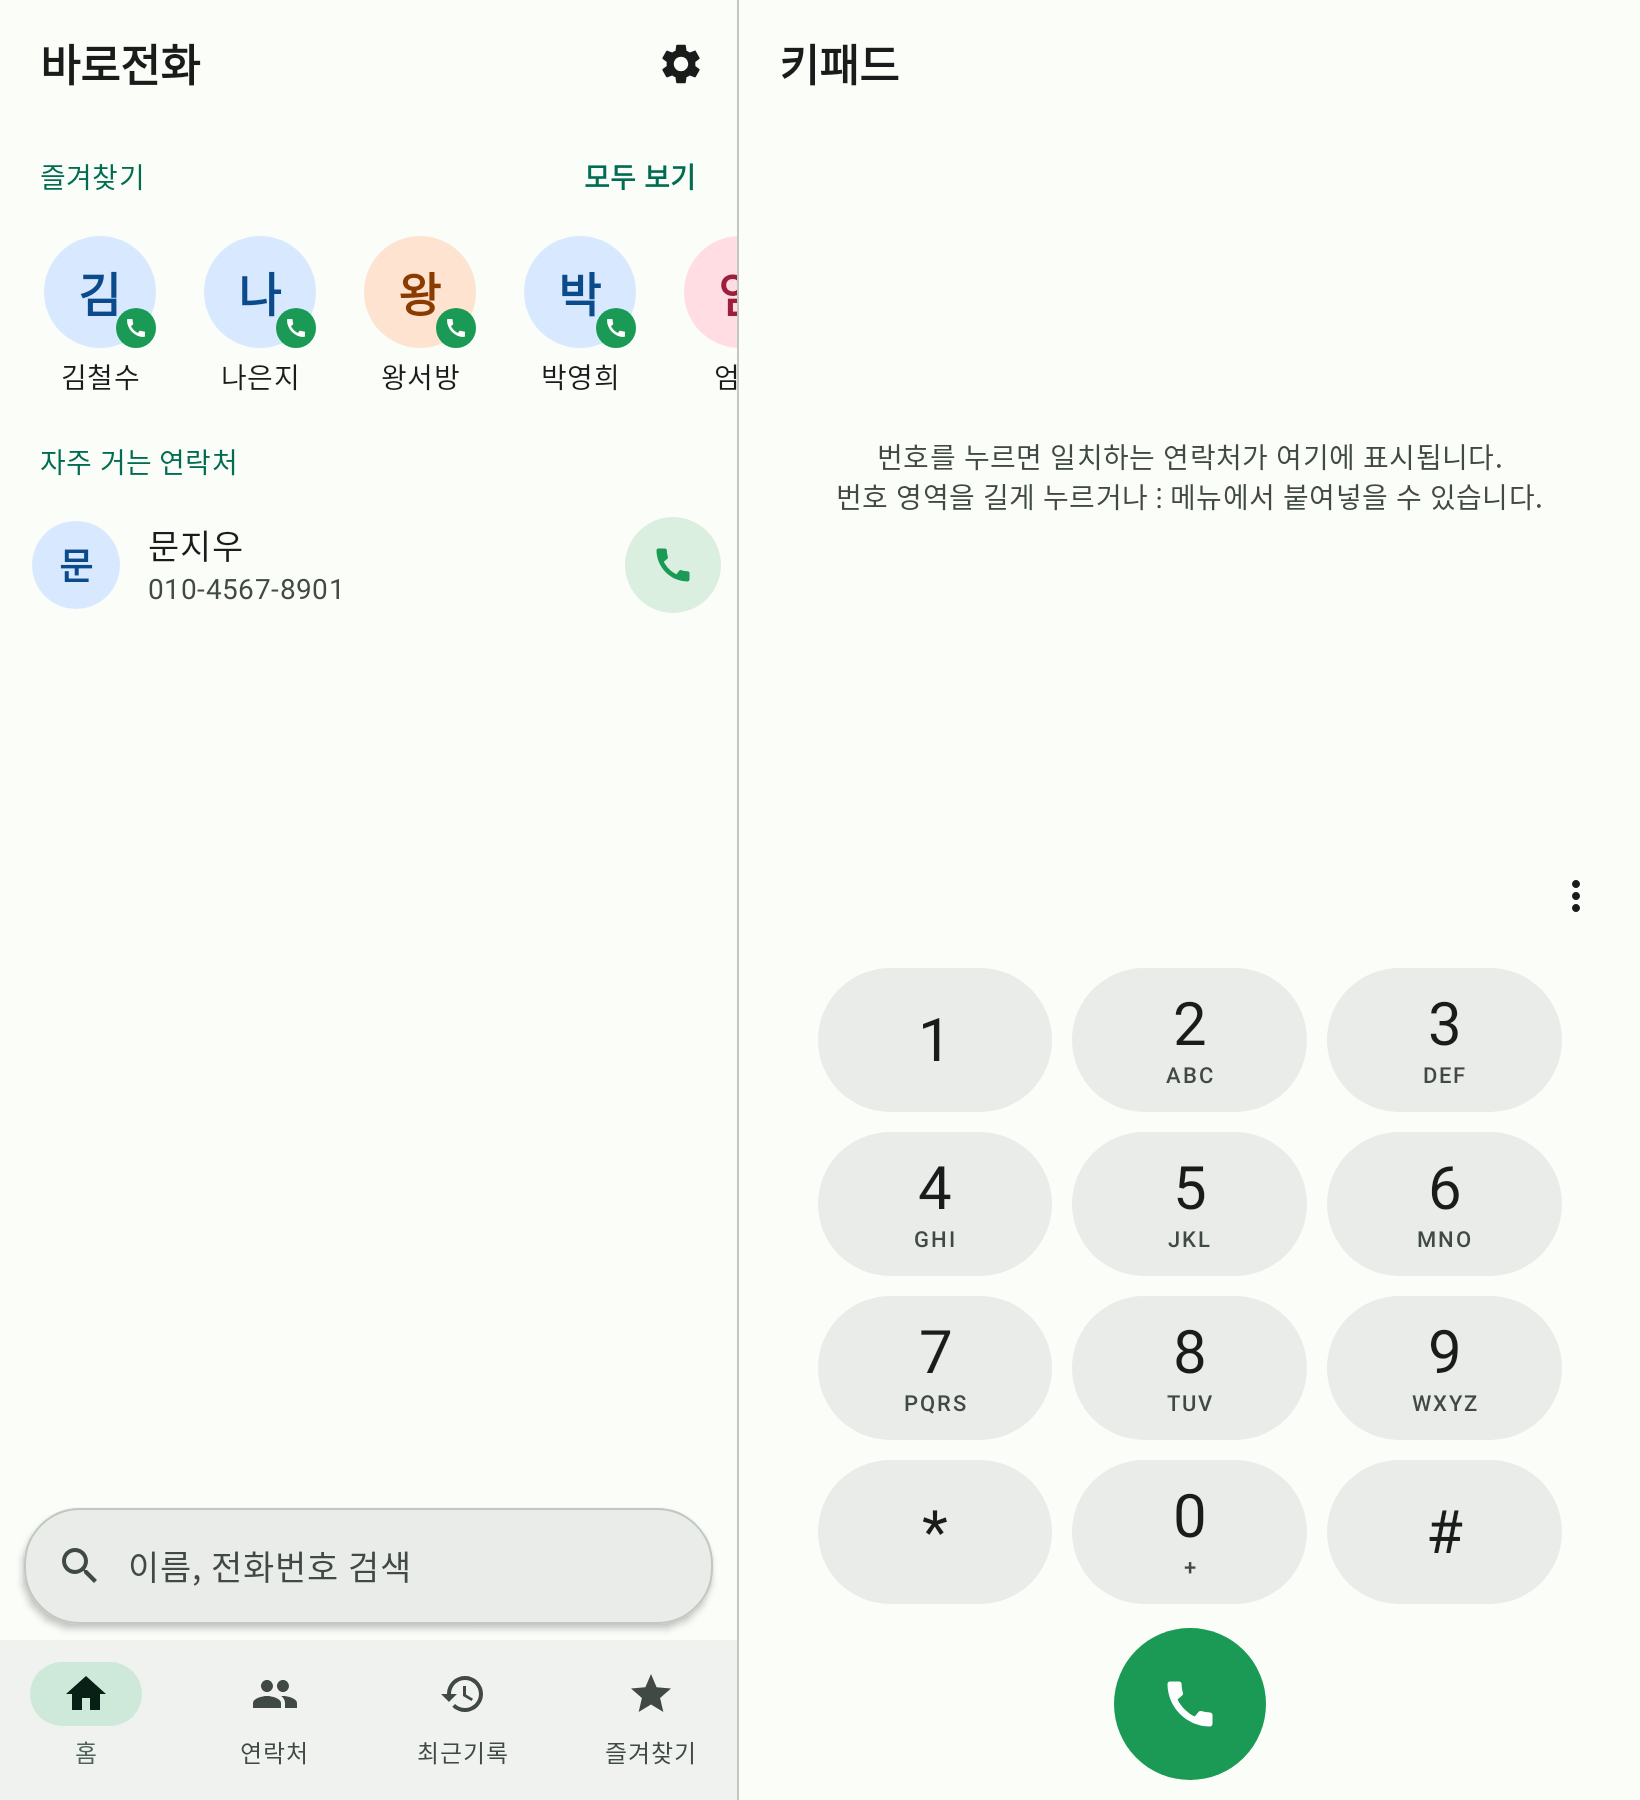 바로전화
즐겨찾기
모두 보기
김
나
왕
박
김철수
나은지
왕서방
박영희
엄
자주 거는 연락처
문
문지우
010-4567-8901
이름, 전화번호 검색
홈
연락처
최근기록
즐겨찾기
키패드
번호를 누르면 일치하는 연락처가 여기에 표시됩니다.
번호 영역을 길게 누르거나 ⋮ 메뉴에서 붙여넣을 수 있습니다.
1
2
ABC
3
DEF
4
GHI
5
JKL
6
MNO
7
PQRS
8
TUV
9
WXYZ
*
0
+
#